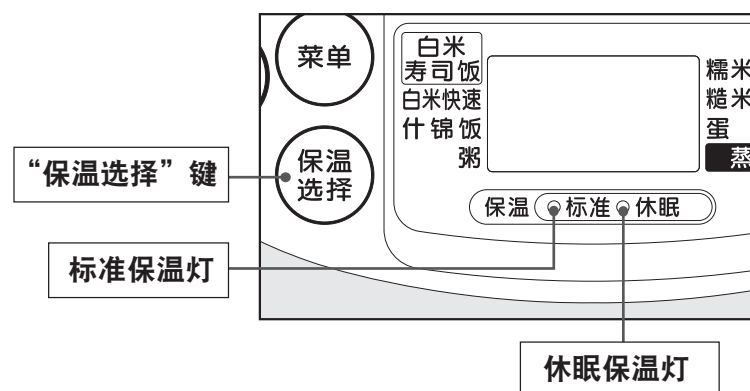 菜单
白米
寿司饭
白米快速
什锦饭
粥
糯米
糙米
蛋
蒸
保温
选择
保温 标准 休眠
“保温选择”键
标准保温灯
休眠保温灯